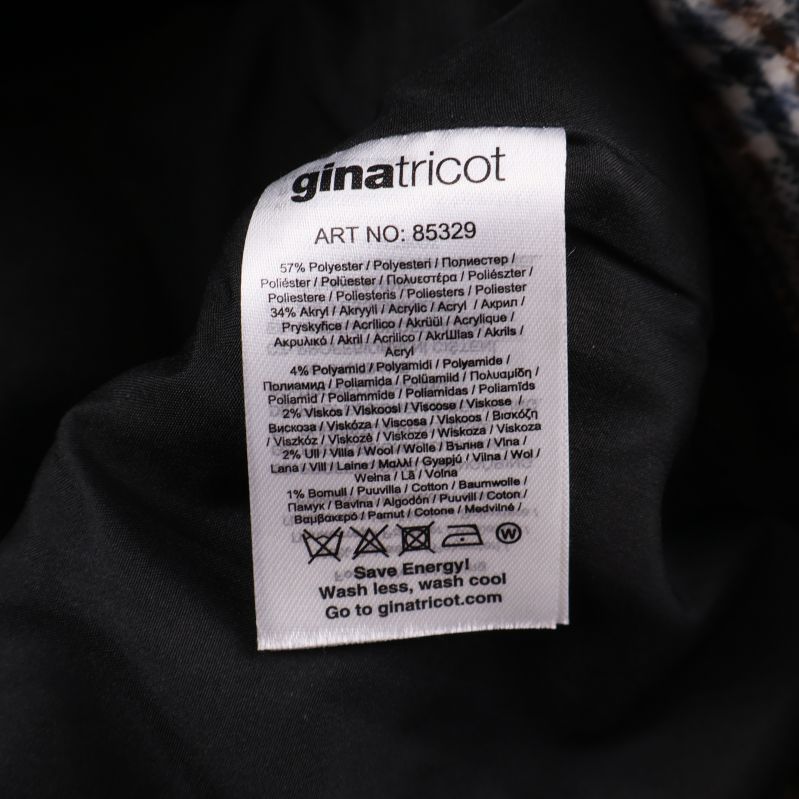 ginatricot
ART NO: 85329
57% Polyester / Polyesteri / Полиестер /
Poliéster / Polüester / Πολυεστέρα / Poliészter /
Poliestere / Poliesteris / Poliesters / Poliester
34% Akryl / Akryyli / Acrylic / Acryl / Акрил /
Pryskyřice / Acrílico / Akrüül / Acrylique /
Ακρυλικό / Akril / Acrilico / AkrШlas / Akrils /
Acryl
4% Polyamid / Polyamidi / Polyamide /
Полиамид / Poliamida / Polüamiid / Πολυαμίδη /
Poliamid / Poliammide / Poliamidas / Poliamīds
2% Viskos / Viskoosi / Viscose / Viskose /
Вискоза / Viskóza / Viscosa / Viskoos / Βισκόζη
/ Viszkóz / Viskozė / Viskoze / Wiskoza / Viskoza
2% Ull / Villa / Wool / Wolle / Вълна / Vlna /
Lana / Vill / Laine / Μαλλί / Gyapjú / Vilna / Wol /
Wełna / Lã / Volna
1% Bomull / Puuvilla / Cotton / Baumwolle /
Памук / Bavlna / Algodón / Puuvill / Coton /
Βαμβακερό / Pamut / Cotone / Medvilnė /
W
Save Energy!
Wash less, wash cool
Go to ginatricot.com